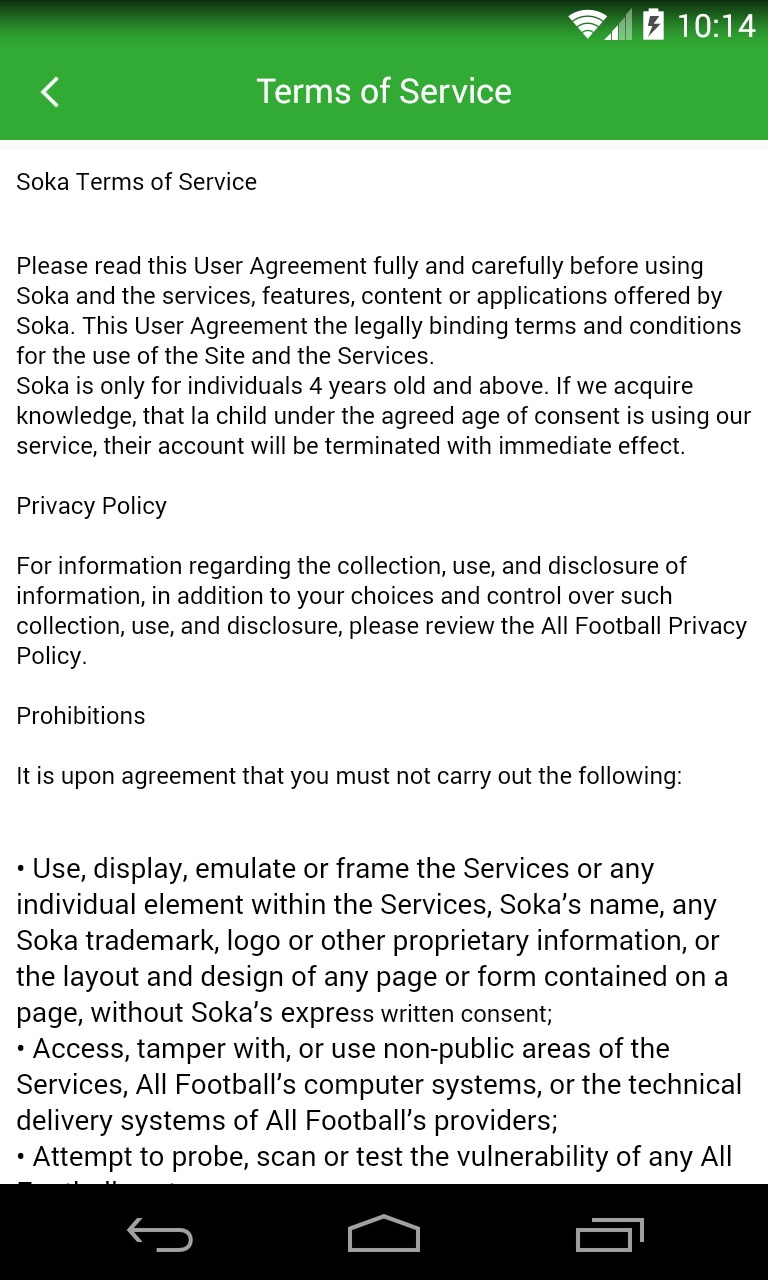 10:14
Terms of Service
Soka Terms of Service
Please read this User Agreement fully and carefully before using
Soka and the services, features, content or applications offered by
Soka. This User Agreement the legally binding terms and conditions
for the use of the Site and the Services.
Soka is only for individuals 4 years old and above. If we acquire
knowledge, that la child under the agreed age of consent is using our
service, their account will be terminated with immediate effect.
Privacy Policy
For information regarding the collection, use, and disclosure of
information, in addition to your choices and control over such
collection, use, and disclosure, please review the All Football Privacy
Policy.
Prohibitions
It is upon agreement that you must not carry out the following:
• Use, display, emulate or frame the Services or any
individual element within the Services, Soka’s name, any
Soka trademark, logo or other proprietary information, or
the layout and design of any page or form contained on a
page, without Soka’s express written consent;
• Access, tamper with, or use non-public areas of the
Services, All Football’s computer systems, or the technical
delivery systems of All Football’s providers;
• Attempt to probe, scan or test the vulnerability of any All